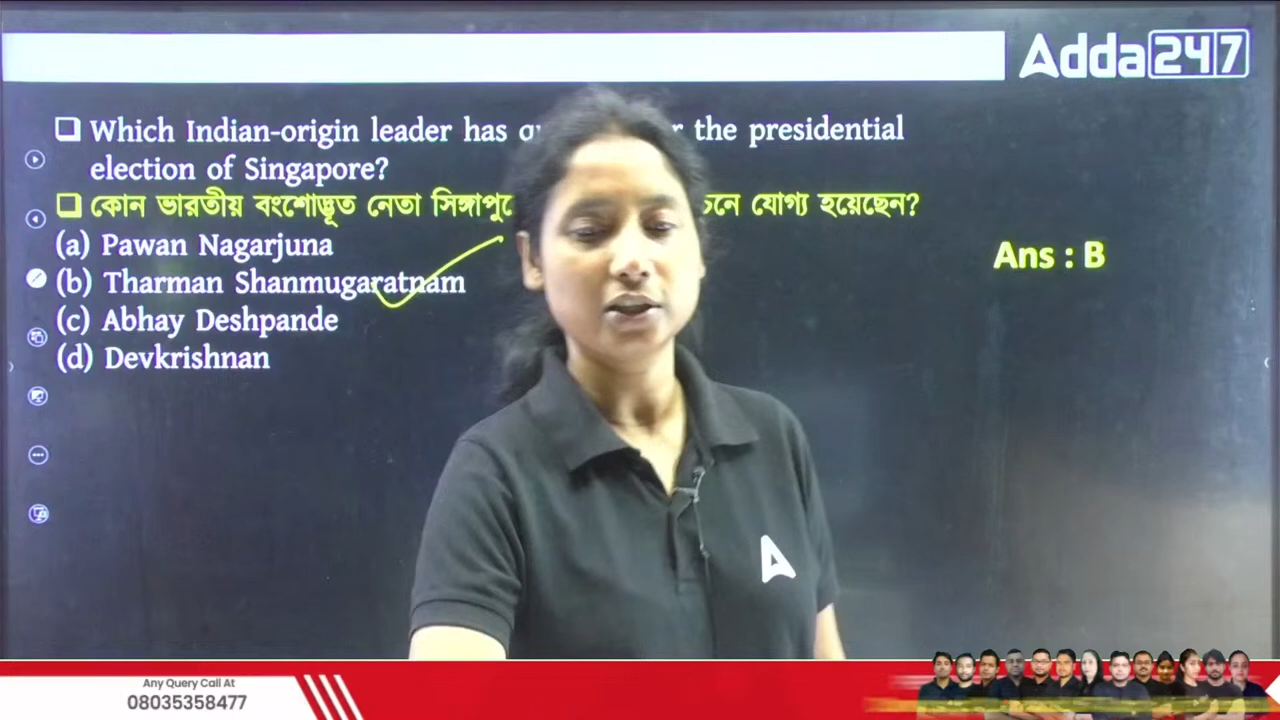 Adda247
Which Indian-origin leader has the presidential
election of Singapore?
কোন ভারতীয় বংশোদ্ভূত নেতা যোগ্য হয়েছেন?
(a) Pawan Nagarjuna
(b) Tharman Shanmugaratnam
(c) Abhay Deshpande
(d) Devkrishnan
Ans : B
Any Query Call At
08035358477